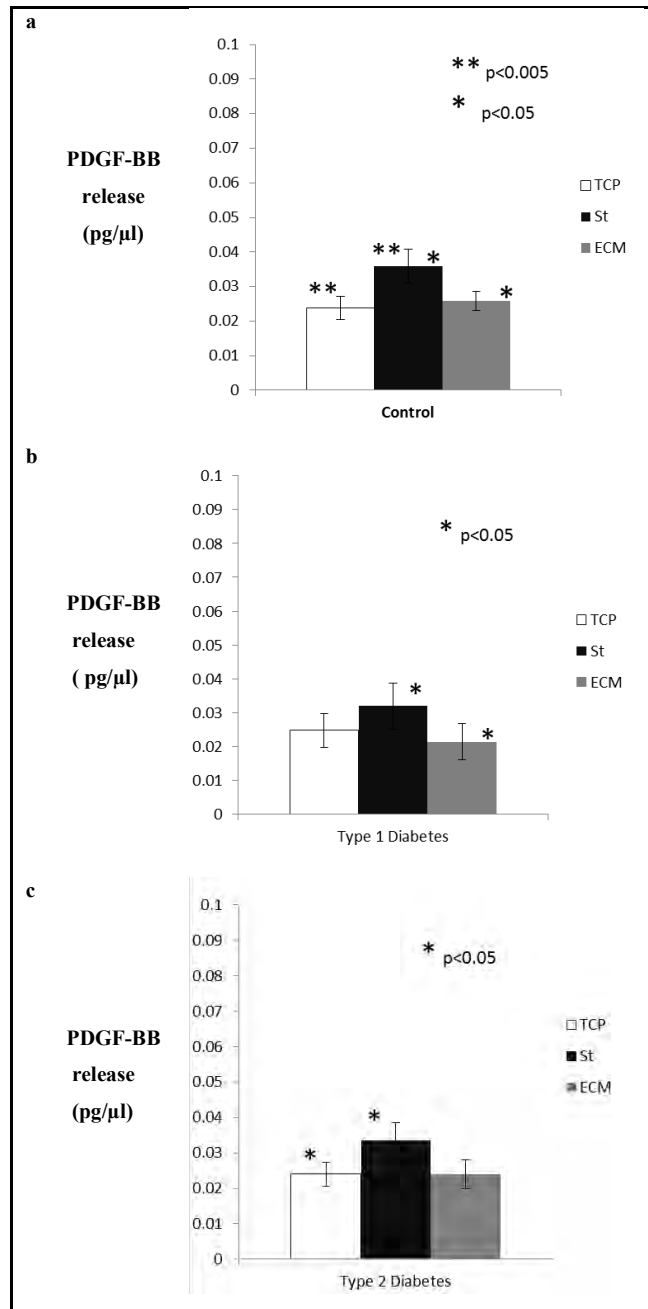 a
0.1
0.09
0.08
0.07
0.06
0.05
0.04
0.03
0.02
0.01
0
PDGF-BB
release
(pg/µl)
** p<0.005
* p<0.05
TCP
St
ECM
**
**
*
*
Control
b
0.1
0.09
0.08
0.07
0.06
0.05
0.04
0.03
0.02
0.01
0
PDGF-BB
release
( pg/µl)
* p<0.05
TCP
St
ECM
*
*
Type 1 Diabetes
c
0.1
0.09
0.08
0.07
0.06
0.05
0.04
0.03
0.02
0.01
0
PDGF-BB
release
(pg/µl)
* p<0.05
TCP
St
ECM
*
*
Type 2 Diabetes